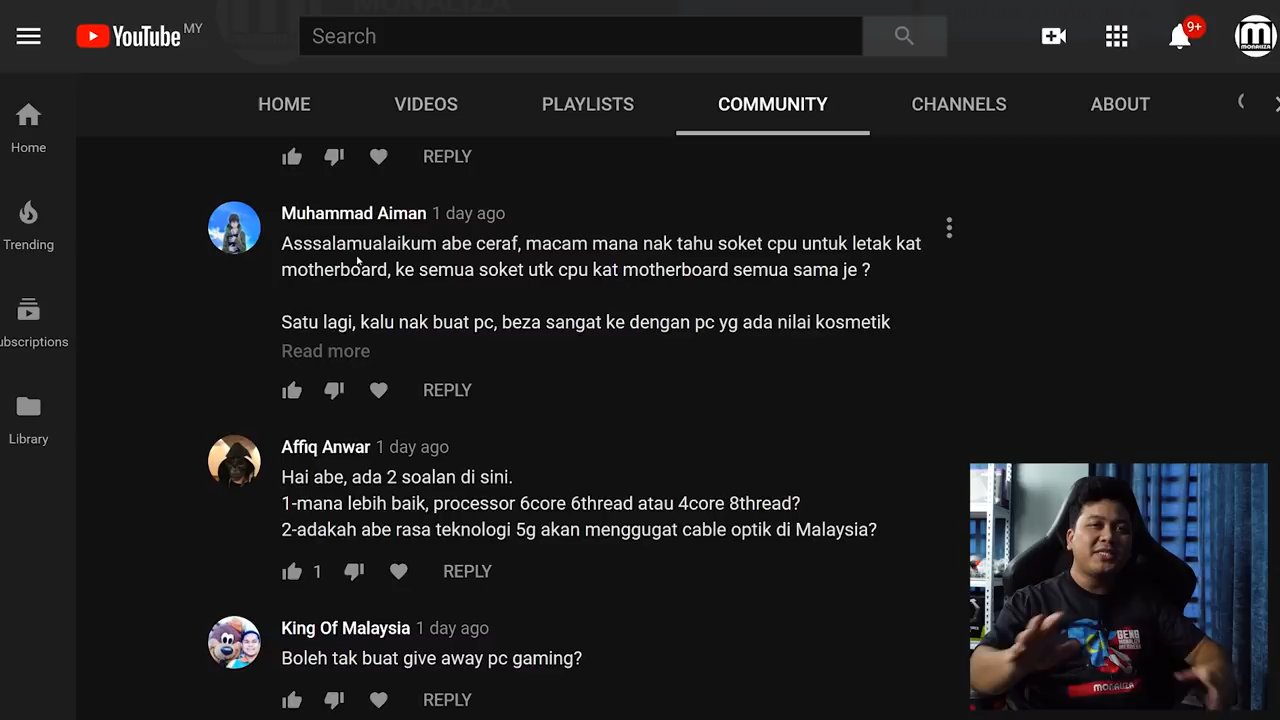 MONALIZA
YouTube MY
Search
9+
MONALIZA
HOME VIDEOS PLAYLISTS COMMUNITY CHANNELS ABOUT
Home
Trending
ubscriptions
Library
REPLY
Muhammad Aiman 1 day ago
Asssalamualaikum abe ceraf, macam mana nak tahu soket cpu untuk letak kat
motherboard, ke semua soket utk cpu kat motherboard semua sama je ?
Satu lagi, kalu nak buat pc, beza sangat ke dengan pc yg ada nilai kosmetik
Read more
REPLY
Affiq Anwar 1 day ago
Hai abe, ada 2 soalan di sini.
1-mana lebih baik, processor 6core 6thread atau 4core 8thread?
2-adakah abe rasa teknologi 5g akan menggugat cable optik di Malaysia?
1 REPLY
King Of Malaysia 1 day ago
Boleh tak buat give away pc gaming?
REPLY
GENG
MONALIZA